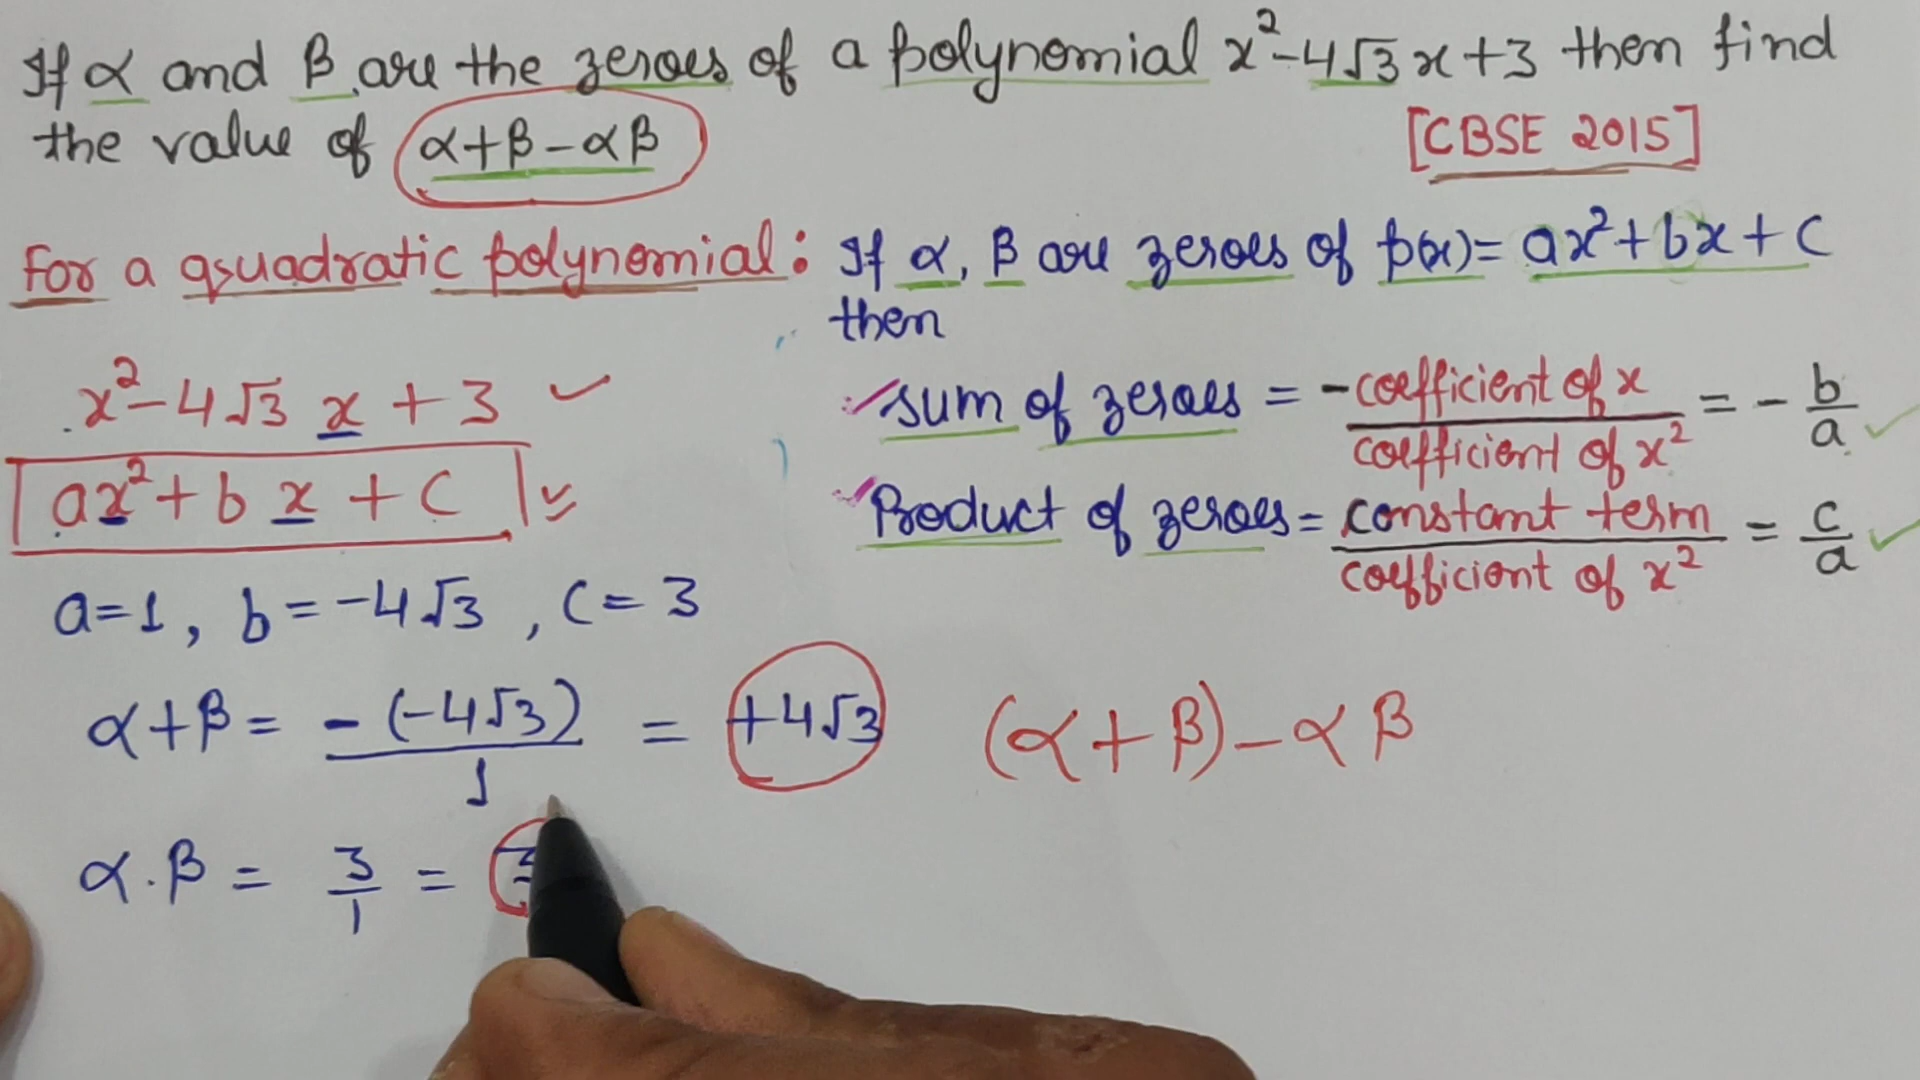 If α and β are the zeroes of a polynomial x²-4√3x+3 then find
the value of α+β-αβ
[CBSE 2015]
For a quadratic polynomial:
If α, β are zeroes of p(x)= ax²+bx+c
then
x²-4√3 x + 3
ax²+b x + c
sum of zeroes = -coefficient of x / coefficient of x² = - b/a
Product of zeroes = constant term / coefficient of x² = c/a
a=1, b=-4√3, c=3
α+β = -(-4√3)/1 = +4√3
(α+β)-αβ
α.β = 3/1 =